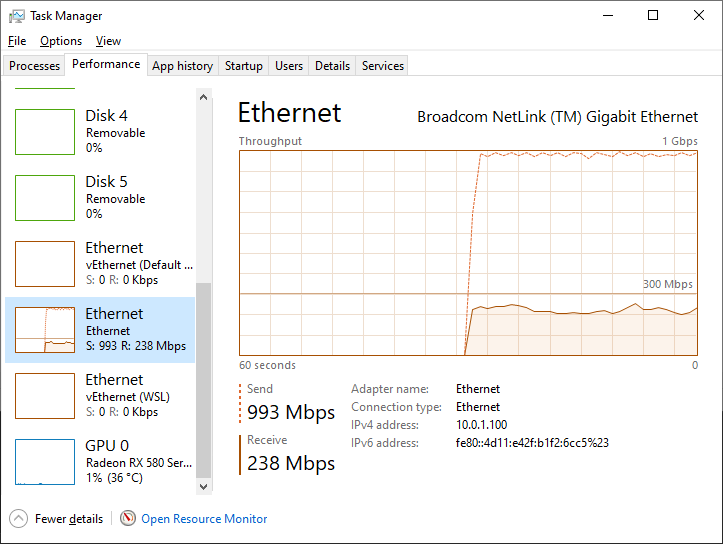 Task Manager
File Options View
Processes Performance App history Startup Users Details Services
Disk 4
Removable
0%
Disk 5
Removable
0%
Ethernet
vEthernet (Default ...
S: 0 R: 0 Kbps
Ethernet
Ethernet
S: 993 R: 238 Mbps
Ethernet
vEthernet (WSL)
S: 0 R: 0 Kbps
GPU 0
Radeon RX 580 Ser...
1% (36 °C)
Ethernet
Broadcom NetLink (TM) Gigabit Ethernet
Throughput 1 Gbps
300 Mbps
60 seconds 0
Send
993 Mbps
Receive
238 Mbps
Adapter name: Ethernet
Connection type: Ethernet
IPv4 address: 10.0.1.100
IPv6 address: fe80::4d11:e42f:b1f2:6cc5%23
Fewer details
Open Resource Monitor